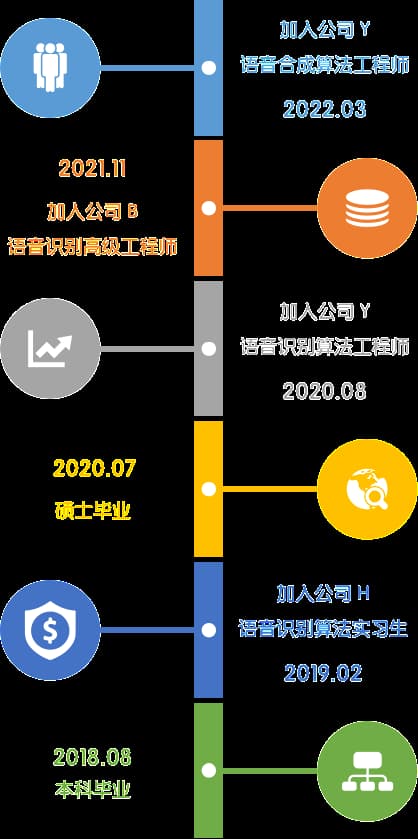 加入公司 Y
语音合成算法工程师
2022.03
2021.11
加入公司 B
语音识别高级工程师
加入公司 Y
语音识别算法工程师
2020.08
2020.07
硕士毕业
加入公司 H
语音识别算法实习生
2019.02
2018.08
本科毕业